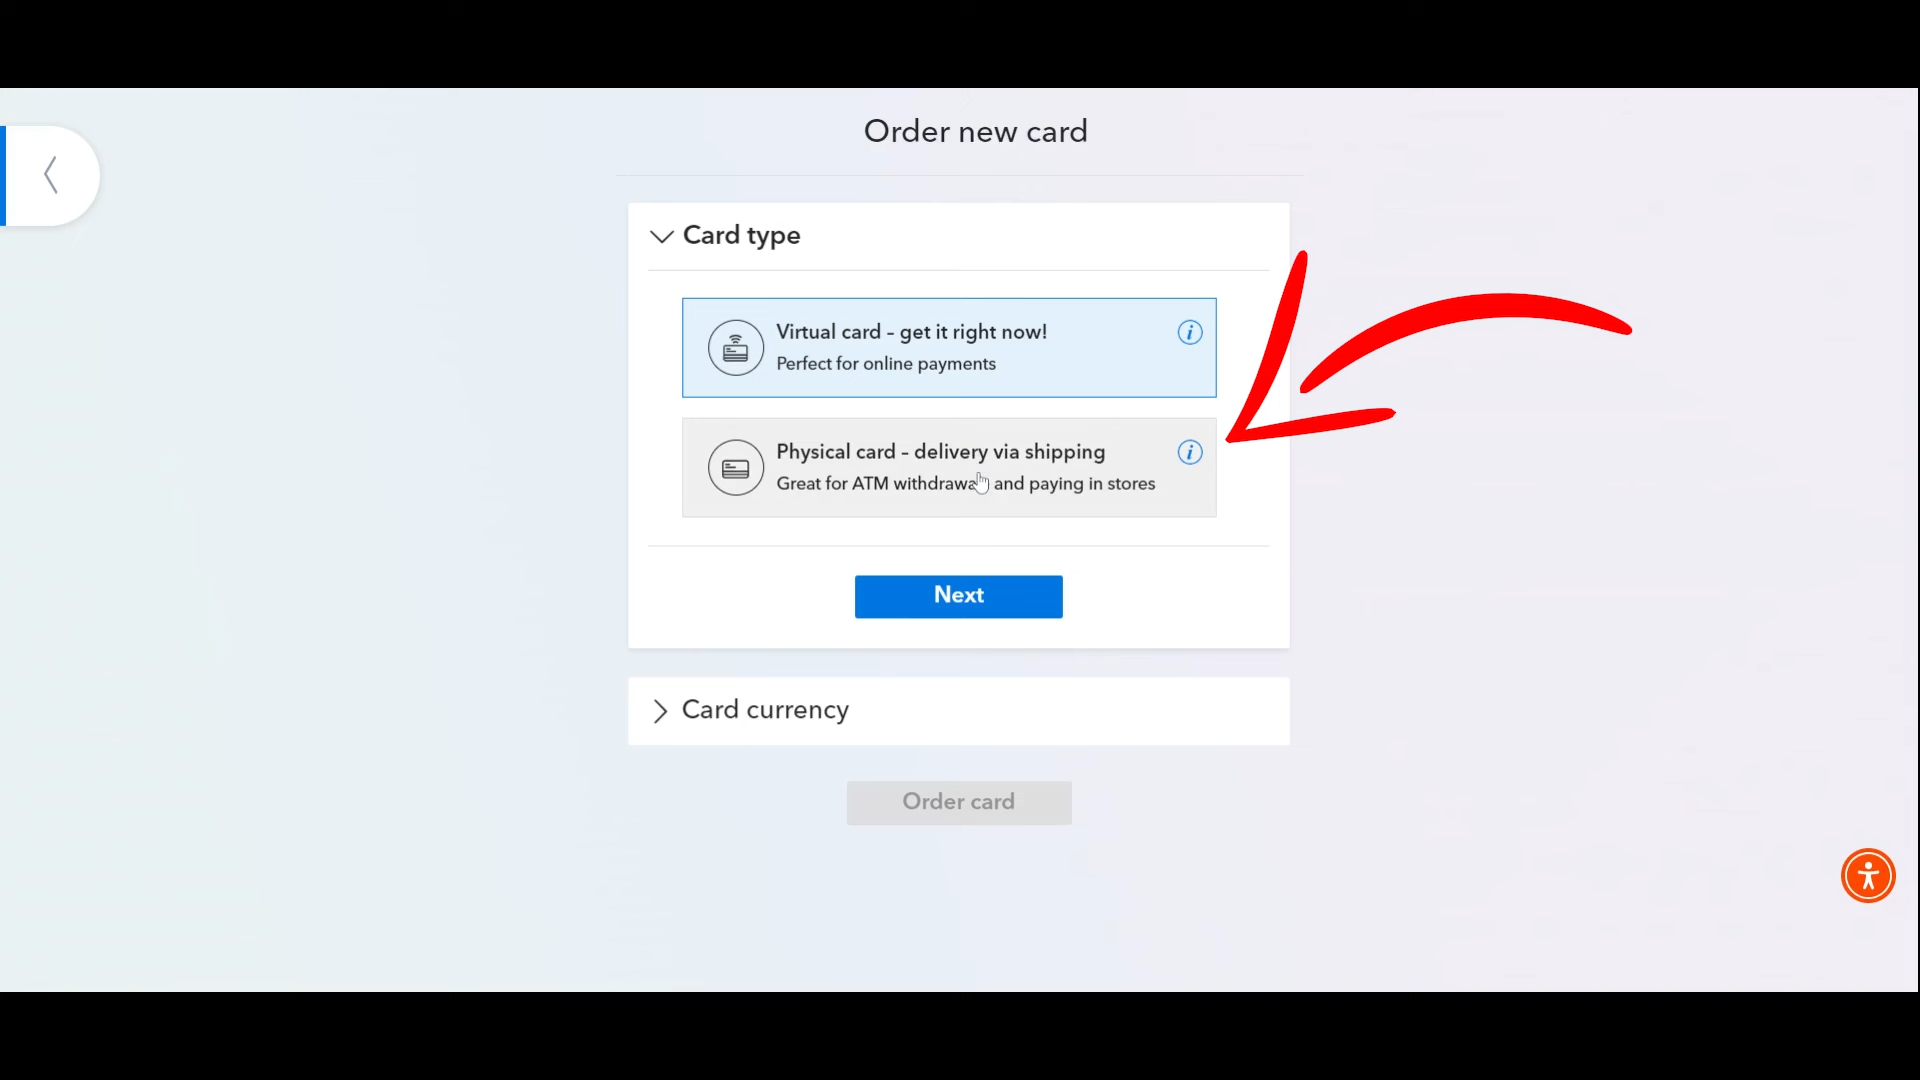 Order new card
Card type
Virtual card – get it right now!
Perfect for online payments
Physical card – delivery via shipping
Great for ATM withdrawa and paying in stores
Next
Card currency
Order card